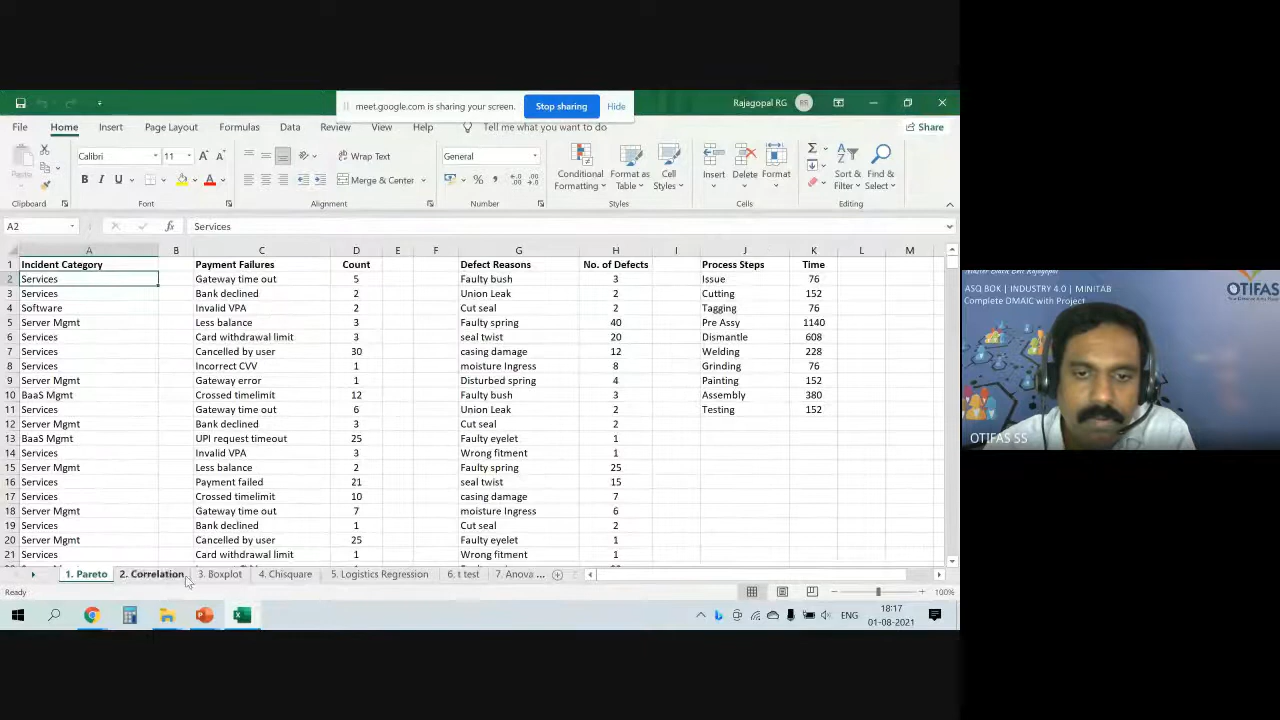 meet.google.com is sharing your screen. Stop sharing Hide
Rajagopal RG RR
File Home Insert Page Layout Formulas Data Review View Help Tell me what you want to do Share
Paste Calibri 11 Wrap Text General Conditional Formatting Format as Table Cell Styles Insert Delete Format Sort & Filter Find & Select
Merge & Center
Clipboard Font Alignment Number Styles Cells Editing
A2 fx Services
A B C D E F G H I J K L M
1 Incident Category Payment Failures Count Defect Reasons No. of Defects Process Steps Time
2 Services Gateway time out 5 Faulty bush 3 Issue 76
3 Services Bank declined 2 Union Leak 2 Cutting 152
4 Software Invalid VPA 2 Cut seal 2 Tagging 76
5 Server Mgmt Less balance 3 Faulty spring 40 Pre Assy 1140
6 Services Card withdrawal limit 3 seal twist 20 Dismantle 608
7 Services Cancelled by user 30 casing damage 12 Welding 228
8 Services Incorrect CVV 1 moisture Ingress 8 Grinding 76
9 Server Mgmt Gateway error 1 Disturbed spring 4 Painting 152
10 BaaS Mgmt Crossed timelimit 12 Faulty bush 3 Assembly 380
11 Services Gateway time out 6 Union Leak 2 Testing 152
12 Server Mgmt Bank declined 3 Cut seal 2
13 BaaS Mgmt UPI request timeout 25 Faulty eyelet 1
14 Services Invalid VPA 3 Wrong fitment 1
15 Server Mgmt Less balance 2 Faulty spring 25
16 Services Payment failed 21 seal twist 15
17 Services Crossed timelimit 10 casing damage 7
18 Server Mgmt Gateway time out 7 moisture Ingress 6
19 Services Bank declined 1 Cut seal 2
20 Server Mgmt Cancelled by user 25 Faulty eyelet 1
21 Services Card withdrawal limit 1 Wrong fitment 1
1. Pareto 2. Correlation 3. Boxplot 4. Chisquare 5. Logistics Regression 6. t test 7. Anova ...
Ready 100%
ENG 18:17
01-08-2021
ASQ BOK | INDUSTRY 4.0 | MINITAB
Complete DMAIC with Project
OTIFAS
OTIFAS SS